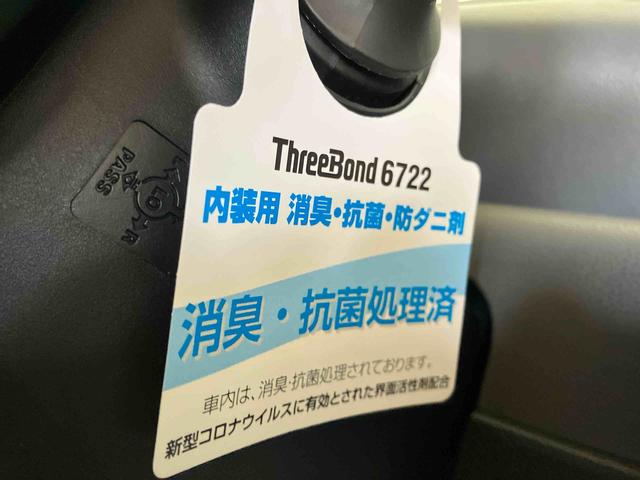 ThreeBond 6722
内装用 消臭・抗菌・防ダニ剤
消臭・抗菌処理済
車内は、消臭・抗菌処理されております。
新型コロナウイルスに有効とされた界面活性剤配合
PASS
L
LO
R